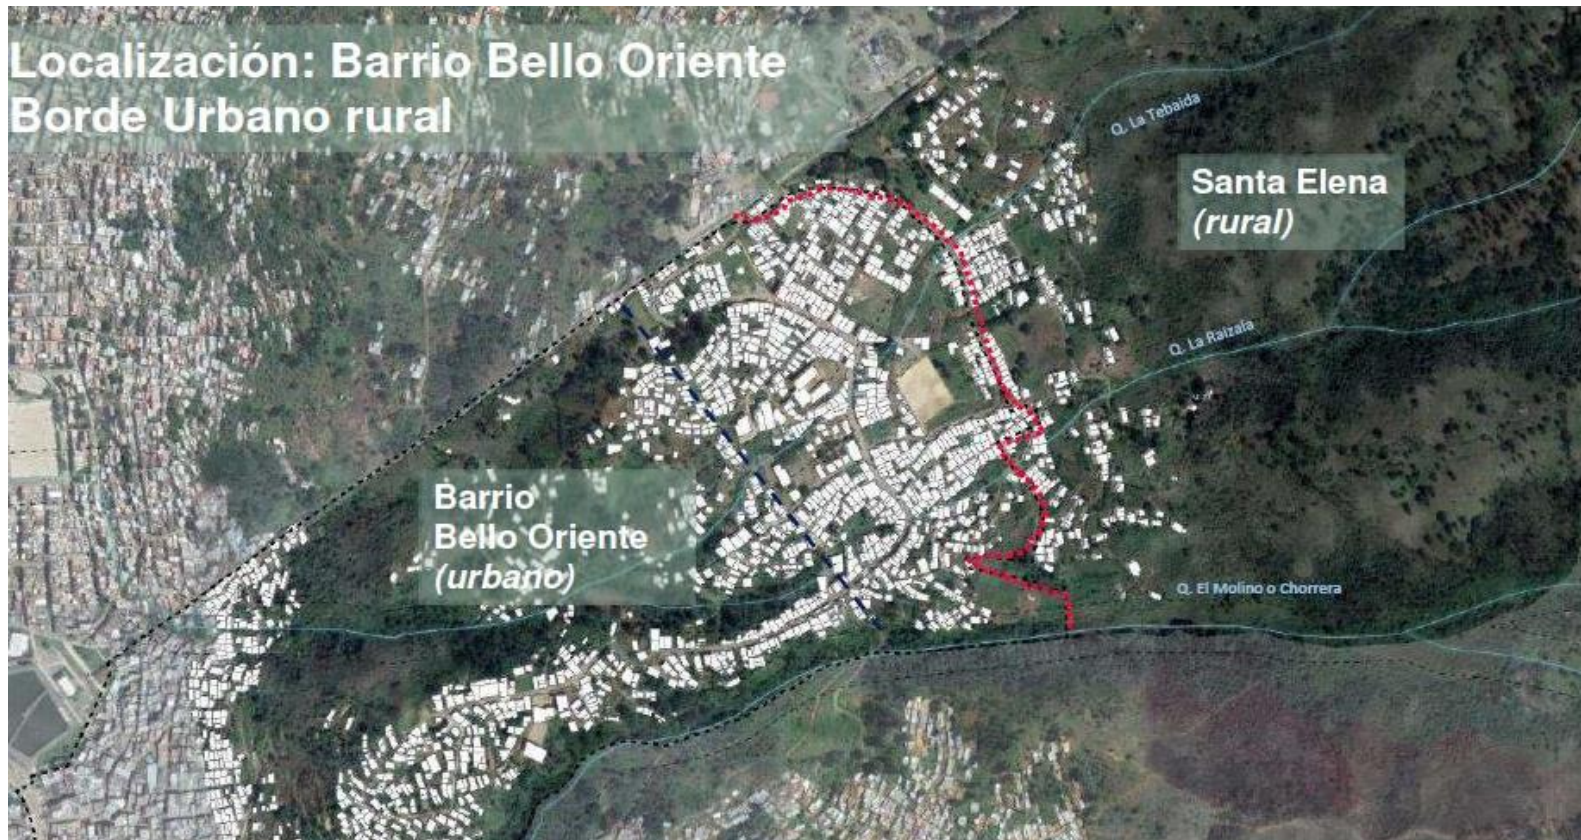 Localización: Barrio Bello Oriente
Borde Urbano rural
Q. La Tebaida
Santa Elena
(rural)
Q. La Raizala
Barrio
Bello Oriente
(urbano)
Q. El Molino o Chorrera